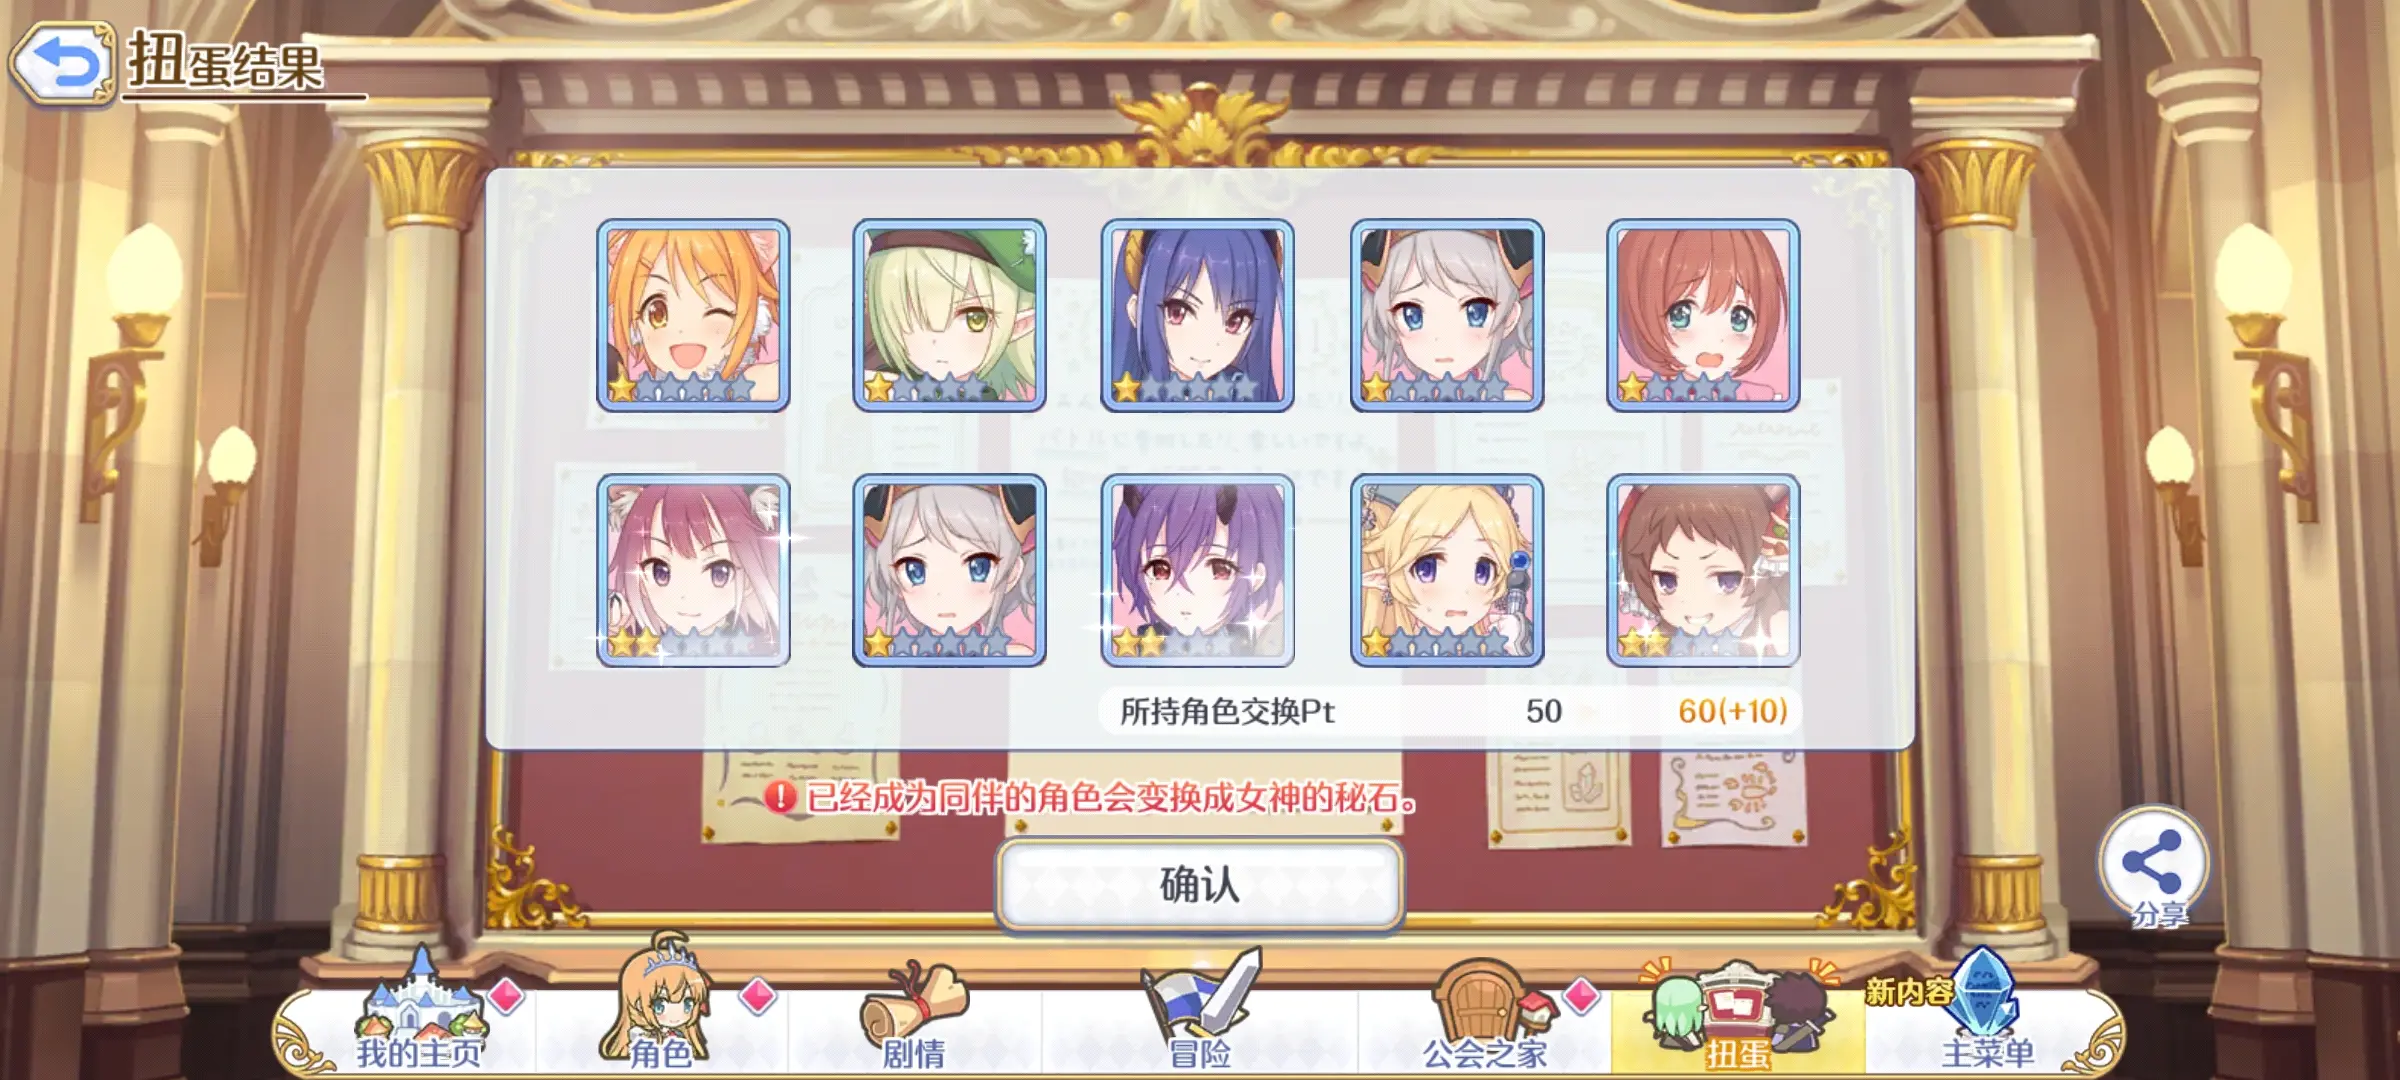 扭蛋结果
所持角色交换Pt 50 60(+10)
已经成为同伴的角色会变换成女神的秘石。
确认
分享
新内容
我的主页
角色
剧情
冒险
公会之家
扭蛋
主菜单